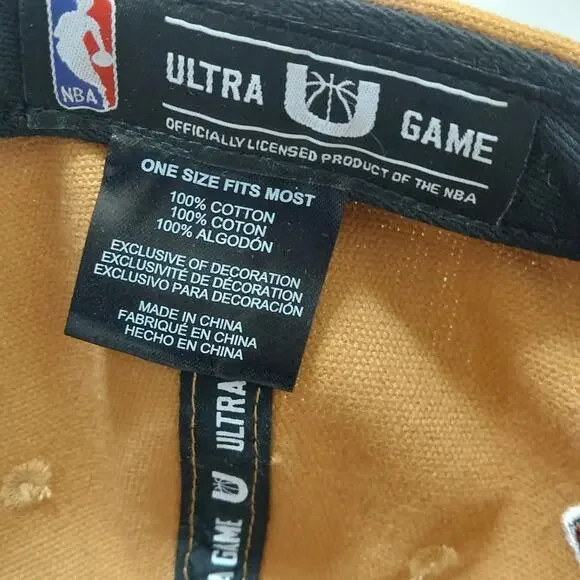 NBA
ULTRA GAME
OFFICIALLY LICENSED PRODUCT OF THE NBA
ONE SIZE FITS MOST
100% COTTON
100% COTON
100% ALGODÓN
EXCLUSIVE OF DECORATION
EXCLUSIVITÉ DE DÉCORATION
EXCLUSIVO PARA DECORACIÓN
MADE IN CHINA
FABRIQUÉ EN CHINA
HECHO EN CHINA
ULTRA
GAME